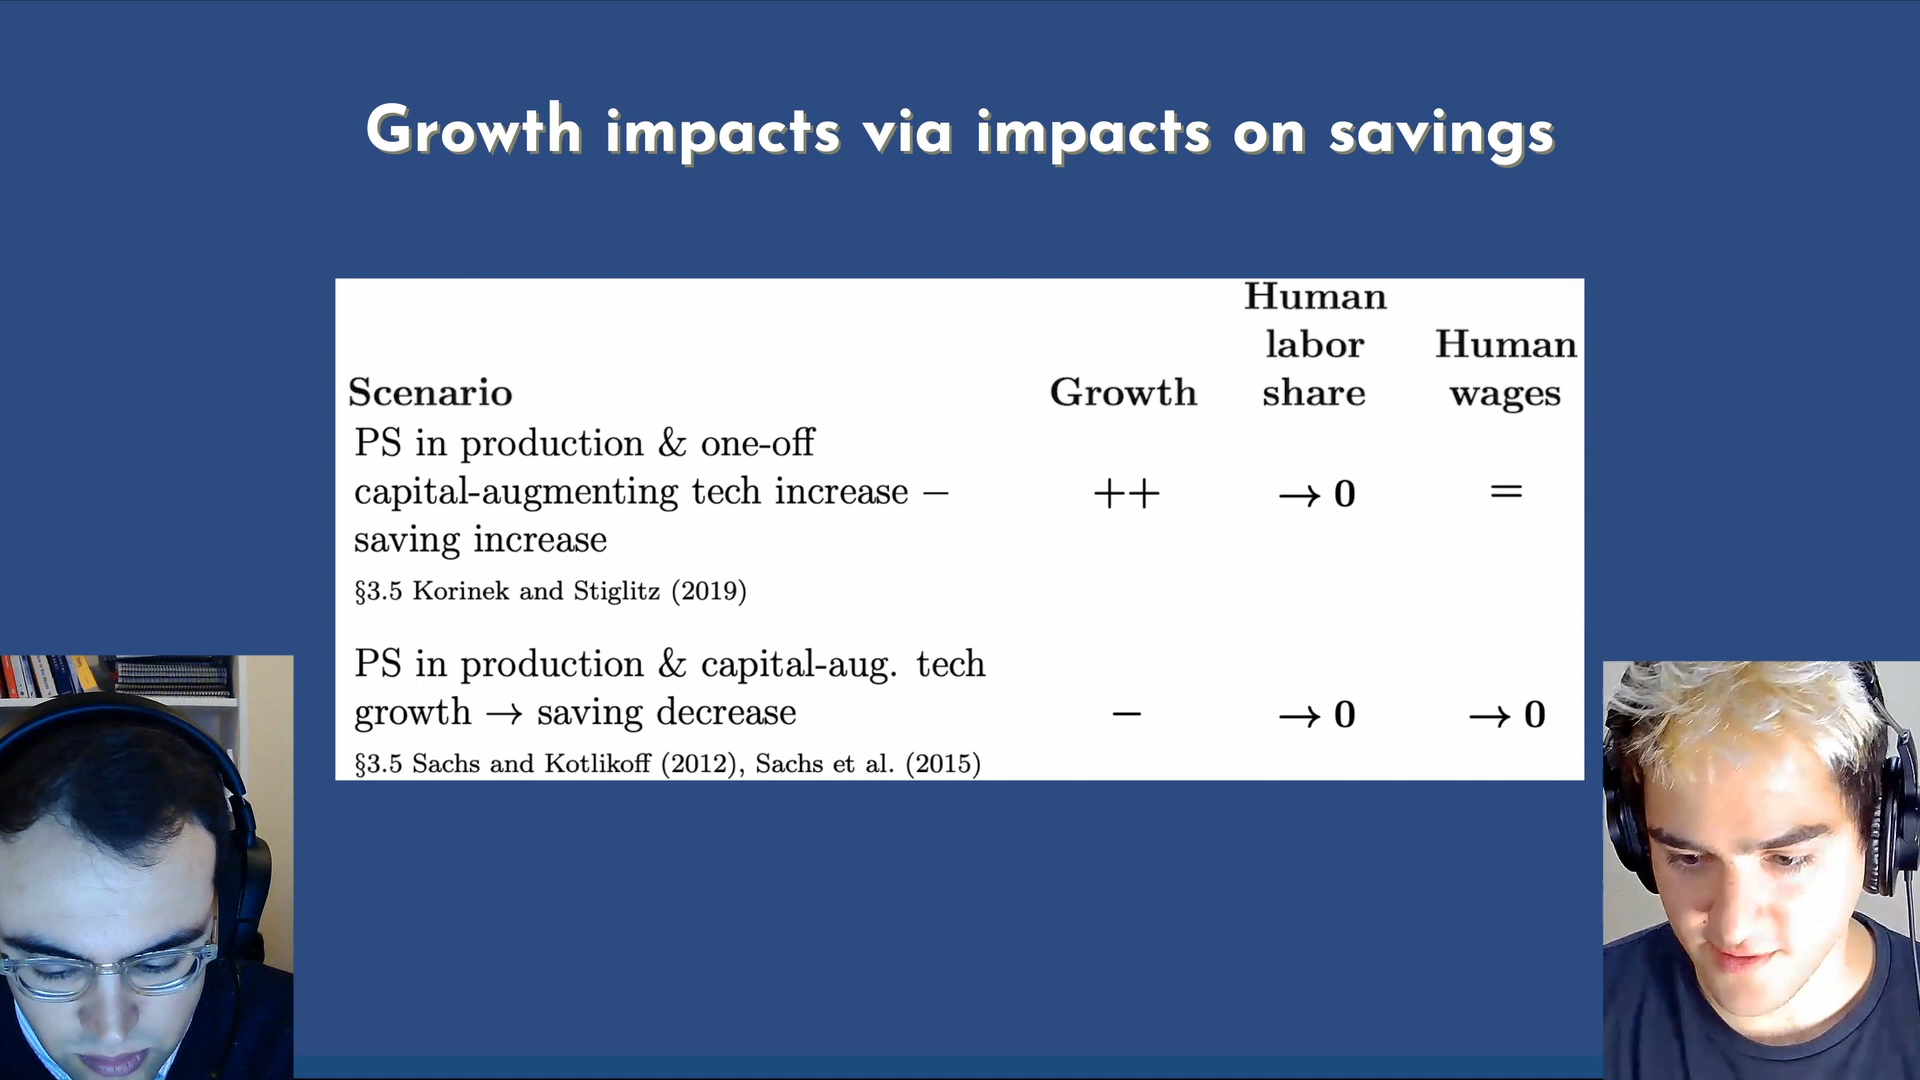 Growth impacts via impacts on savings
Human
labor
Human
Scenario Growth share wages
PS in production & one-off
capital-augmenting tech increase – ++ → 0 =
saving increase
§3.5 Korinek and Stiglitz (2019)
PS in production & capital-aug. tech
growth → saving decrease – → 0 → 0
§3.5 Sachs and Kotlikoff (2012), Sachs et al. (2015)